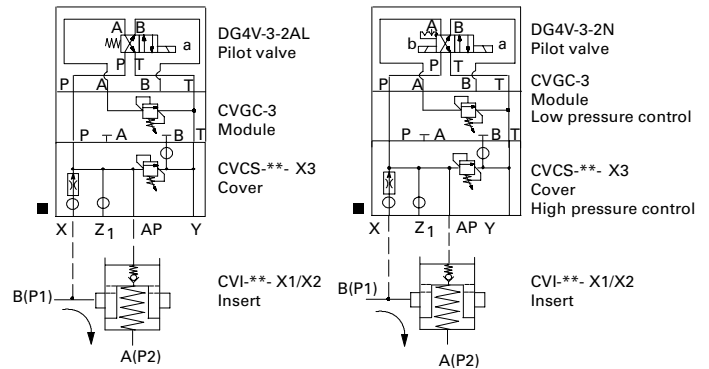 A B
a
P T
P A B T
DG4V-3-2AL
Pilot valve
CVGC-3
Module
P A B T
CVCS-**- X3
Cover
X Z1 AP Y
B(P1)
CVI-**- X1/X2
Insert
A(P2)
A B
b a
P T
P A B T
DG4V-3-2N
Pilot valve
CVGC-3
Module
Low pressure control
P A B T
CVCS-**- X3
Cover
High pressure control
X Z1 AP Y
B(P1)
CVI-**- X1/X2
Insert
A(P2)